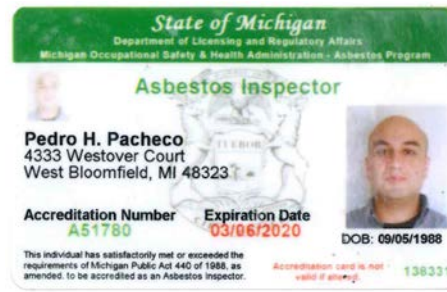 State of Michigan
Department of Licensing and Regulatory Affairs
Michigan Occupational Safety & Health Administration - Asbestos Program
Asbestos Inspector
TUEBOR
Pedro H. Pacheco
4333 Westover Court
West Bloomfield, MI 48323
Accreditation Number
A51780
Expiration Date
03/06/2020
DOB: 09/05/1988
This individual has satisfactorily met or exceeded the
requirements of Michigan Public Act 440 of 1988, as
amended, to be accredited as an Asbestos Inspector.
Accreditation card is not
valid if altered.